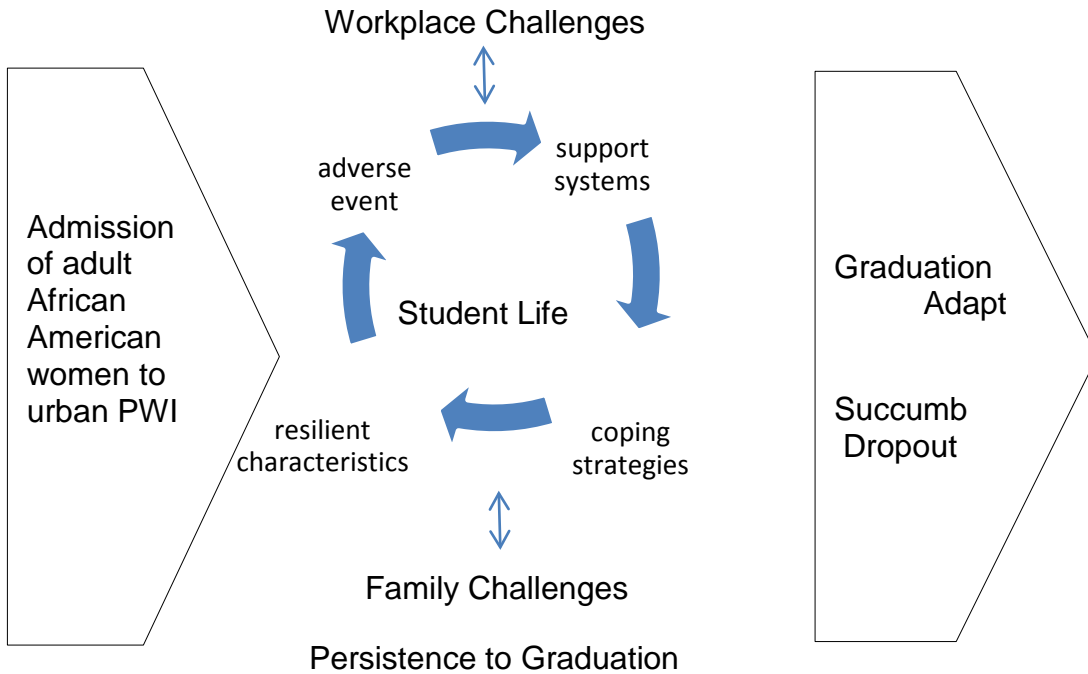 Workplace Challenges
adverse
event
support
systems
Admission
of adult
African
American
women to
urban PWI
Student Life
Graduation
Adapt
Succumb
Dropout
resilient
characteristics
coping
strategies
Family Challenges
Persistence to Graduation